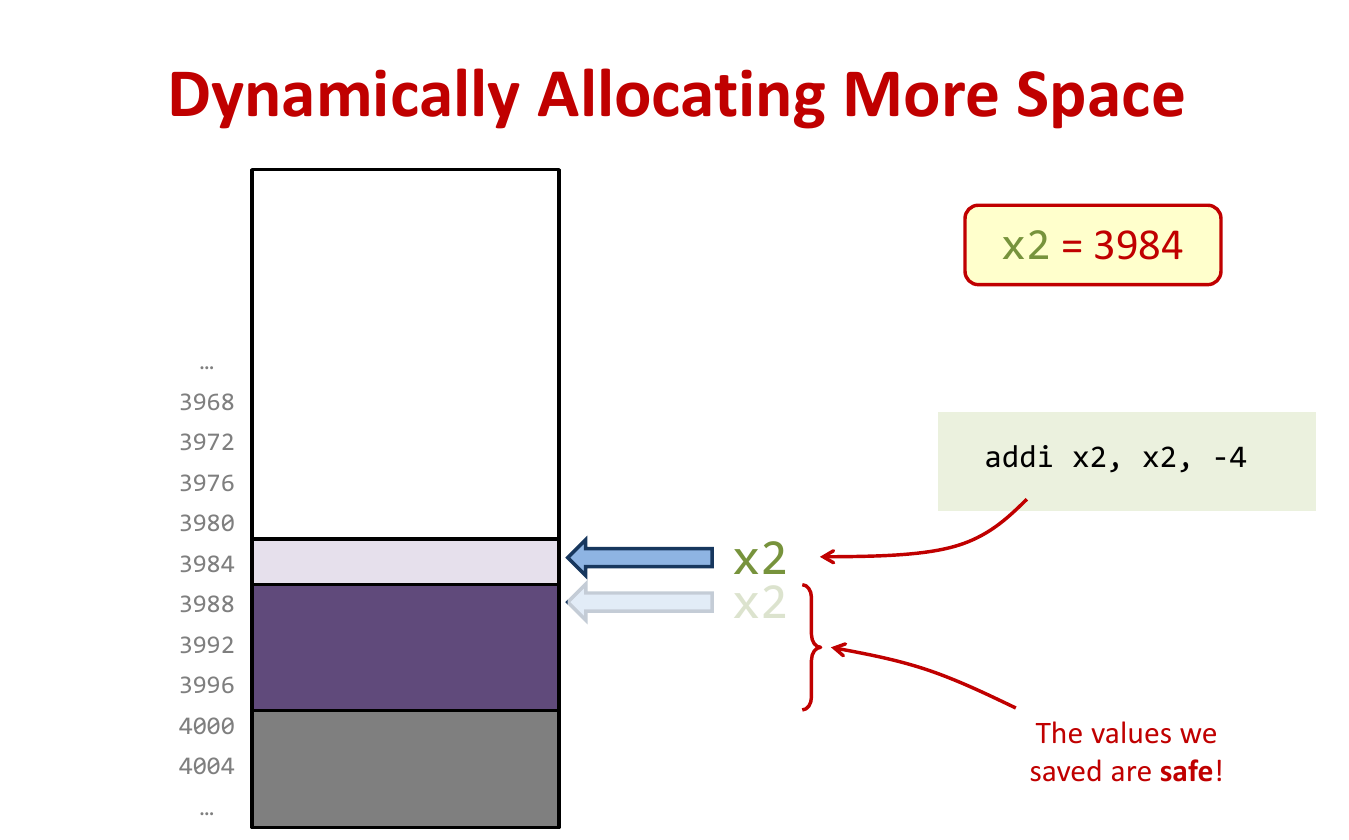 Dynamically Allocating More Space
x2 = 3984
…
3968
3972
3976
3980
3984
3988
3992
3996
4000
4004
…
addi x2, x2, -4
x2
x2
The values we
saved are safe!